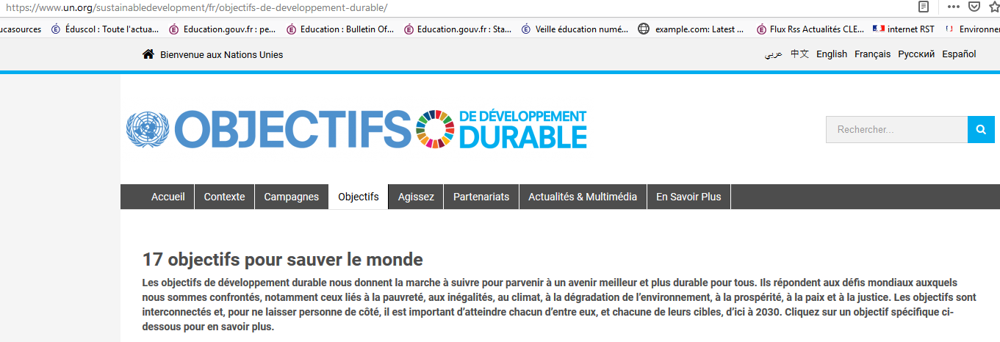 https://www.un.org/sustainabledevelopment/fr/objectifs-de-developpement-durable/
ucasources Éduscol : Toute l'actua... Education.gouv.fr : pe... Education : Bulletin Of... Education.gouv.fr : Sta... Veille éducation numé... example.com: Latest ... Flux Rss Actualités CLE... internet RST Environne
Bienvenue aux Nations Unies عربي 中文 English Français Русский Español
OBJECTIFS DE DÉVELOPPEMENT
DURABLE
Rechercher...
Accueil Contexte Campagnes Objectifs Agissez Partenariats Actualités & Multimédia En Savoir Plus
17 objectifs pour sauver le monde
Les objectifs de développement durable nous donnent la marche à suivre pour parvenir à un avenir meilleur et plus durable pour tous. Ils répondent aux défis mondiaux auxquels
nous sommes confrontés, notamment ceux liés à la pauvreté, aux inégalités, au climat, à la dégradation de l'environnement, à la prospérité, à la paix et à la justice. Les objectifs sont
interconnectés et, pour ne laisser personne de côté, il est important d'atteindre chacun d'entre eux, et chacune de leurs cibles, d'ici à 2030. Cliquez sur un objectif spécifique ci-
dessous pour en savoir plus.